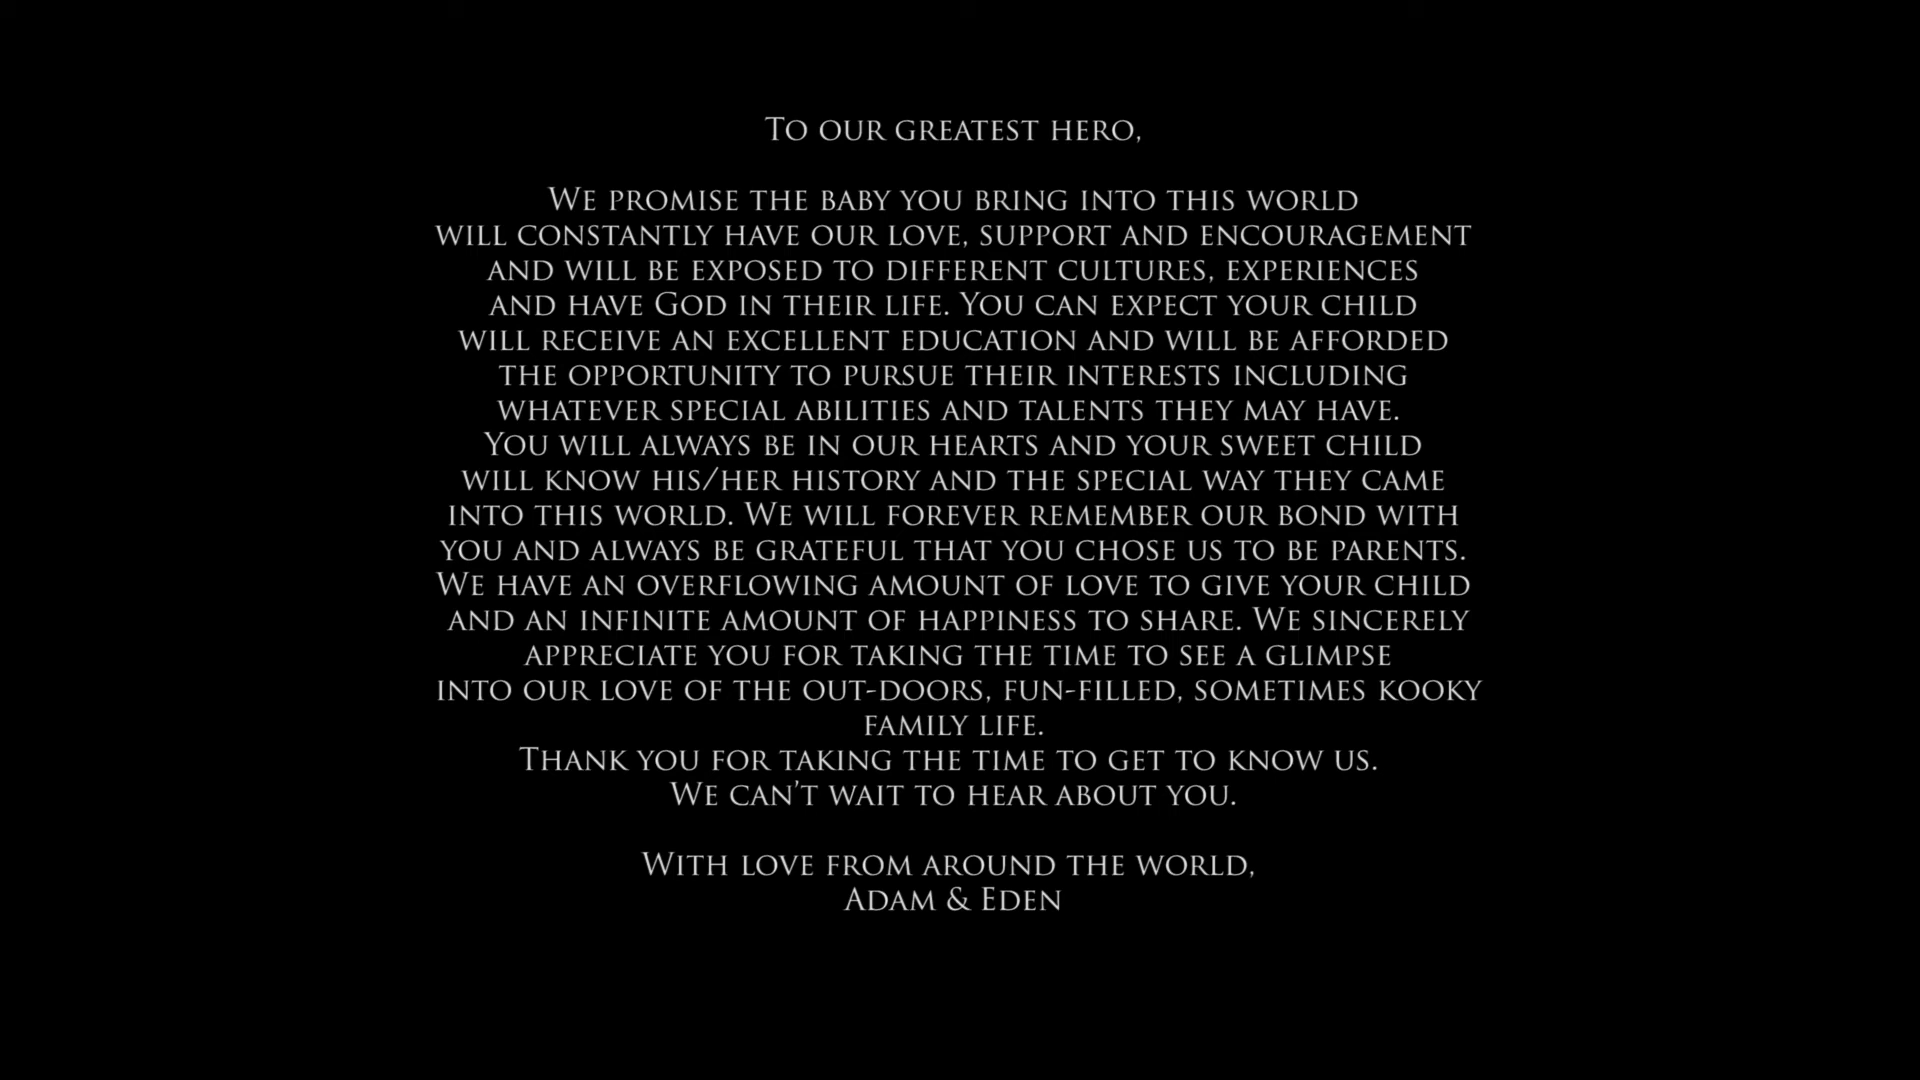 To our greatest hero,
We promise the baby you bring into this world
will constantly have our love, support and encouragement
and will be exposed to different cultures, experiences
and have God in their life. You can expect your child
will receive an excellent education and will be afforded
the opportunity to pursue their interests including
whatever special abilities and talents they may have.
You will always be in our hearts and your sweet child
will know his/her history and the special way they came
into this world. We will forever remember our bond with
you and always be grateful that you chose us to be parents.
We have an overflowing amount of love to give your child
and an infinite amount of happiness to share. We sincerely
appreciate you for taking the time to see a glimpse
into our love of the out-doors, fun-filled, sometimes kooky
family life.
Thank you for taking the time to get to know us.
We can't wait to hear about you.
With love from around the world,
Adam & Eden